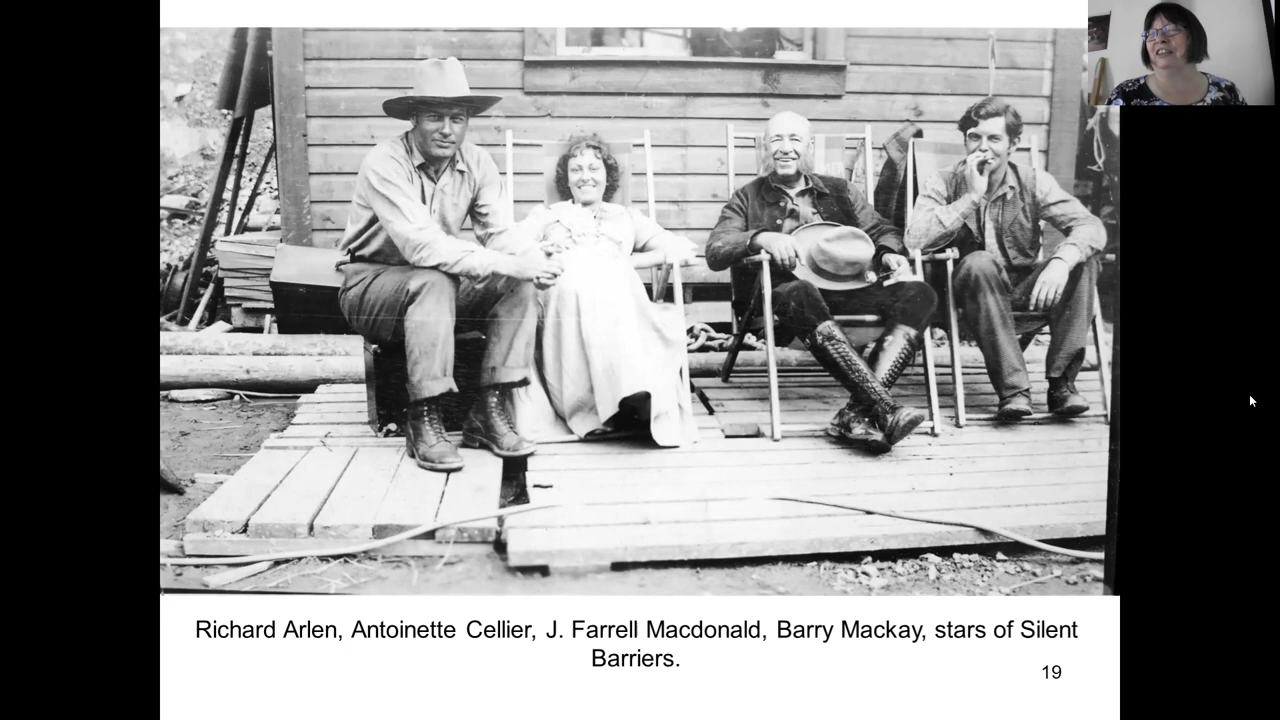 Richard Arlen, Antoinette Cellier, J. Farrell Macdonald, Barry Mackay, stars of Silent
Barriers.
19